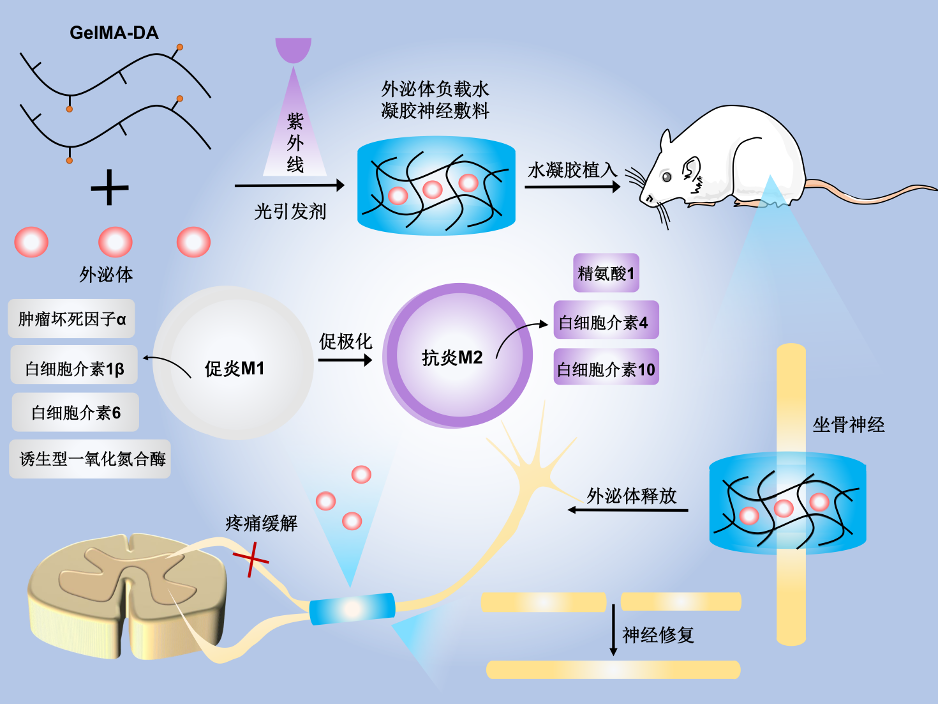 GelMA-DA
外泌体
紫
外
线
光引发剂
外泌体负载水
凝胶神经敷料
水凝胶植入
肿瘤坏死因子α
白细胞介素1β
白细胞介素6
诱生型一氧化氮合酶
促炎M1
促极化
抗炎M2
精氨酸1
白细胞介素4
白细胞介素10
坐骨神经
外泌体释放
疼痛缓解
神经修复